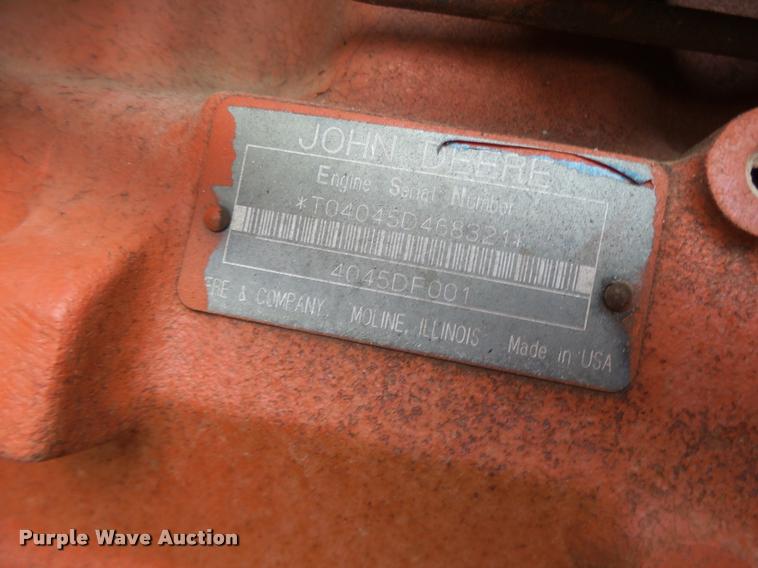 JOHN DEERE
Engine Serial Number
*T04045D468321*
4045DF001
ERE & COMPANY, MOLINE, ILLINOIS Made in USA
Purple Wave Auction